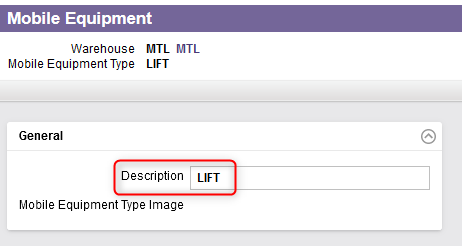 Mobile Equipment
Warehouse MTL MTL
Mobile Equipment Type LIFT
General
Description LIFT
Mobile Equipment Type Image